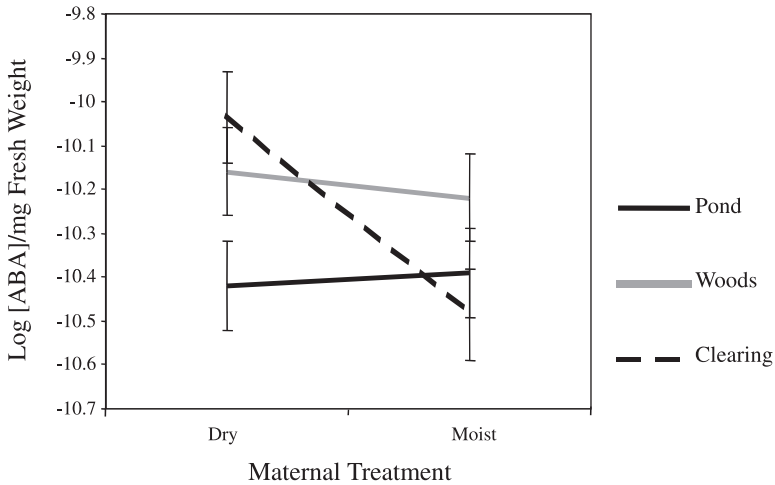 Log [ABA]/mg Fresh Weight
-9.8
-9.9
-10
-10.1
-10.2
-10.3
-10.4
-10.5
-10.6
-10.7
Dry
Moist
Maternal Treatment
Pond
Woods
Clearing